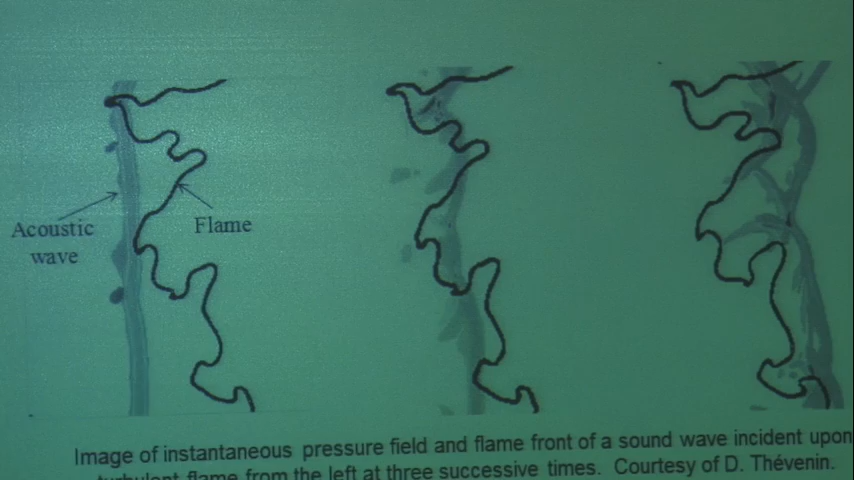 Acoustic
wave
Flame
Image of instantaneous pressure field and flame front of a sound wave incident upon
turbulent flame from the left at three successive times. Courtesy of D. Thévenin.